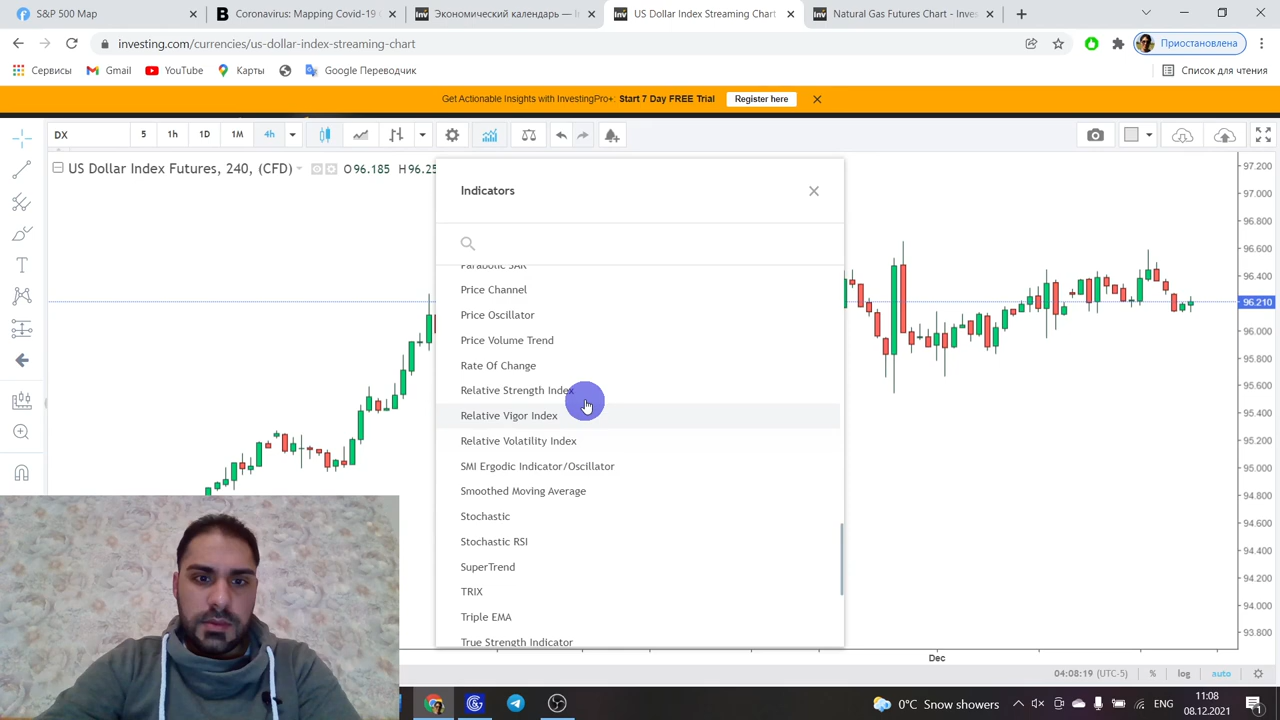 S&P 500 Map
Coronavirus: Mapping Covid-19
Экономический календарь —
US Dollar Index Streaming Chart
Natural Gas Futures Chart - Inves
investing.com/currencies/us-dollar-index-streaming-chart
Приостановлена
Сервисы
Gmail
YouTube
Карты
Google Переводчик
Список для чтения
Get Actionable Insights with InvestingPro+: Start 7 Day FREE Trial
Register here
DX
5
1h
1D
1M
4h
US Dollar Index Futures, 240, (CFD)
O96.185
H96.25
Indicators
Parabolic SAR
Price Channel
Price Oscillator
Price Volume Trend
Rate Of Change
Relative Strength Index
Relative Vigor Index
Relative Volatility Index
SMI Ergodic Indicator/Oscillator
Smoothed Moving Average
Stochastic
Stochastic RSI
SuperTrend
TRIX
Triple EMA
True Strength Indicator
97.200
97.000
96.800
96.600
96.400
96.210
96.000
95.800
95.600
95.400
95.200
95.000
94.800
94.600
94.400
94.200
94.000
93.800
Dec
04:08:19 (UTC-5)
%
log
auto
0°C Snow showers
ENG
11:08
08.12.2021
1